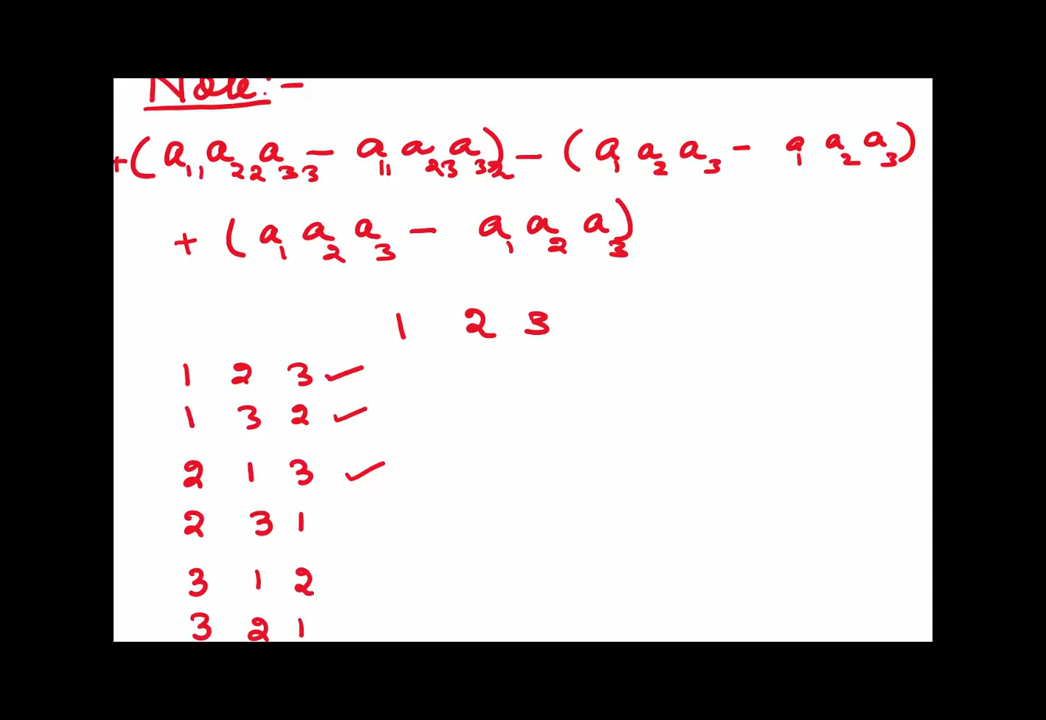 Note:-
+(a₁₁a₂₂a₃₃ - a₁₁a₂₃a₃₂) - (a₁a₂a₃ - a₁a₂a₃)
+ (a₁a₂a₃ - a₁a₂a₃)
1 2 3
1 2 3 ✓
1 3 2 ✓
2 1 3 ✓
2 3 1
3 1 2
3 2 1